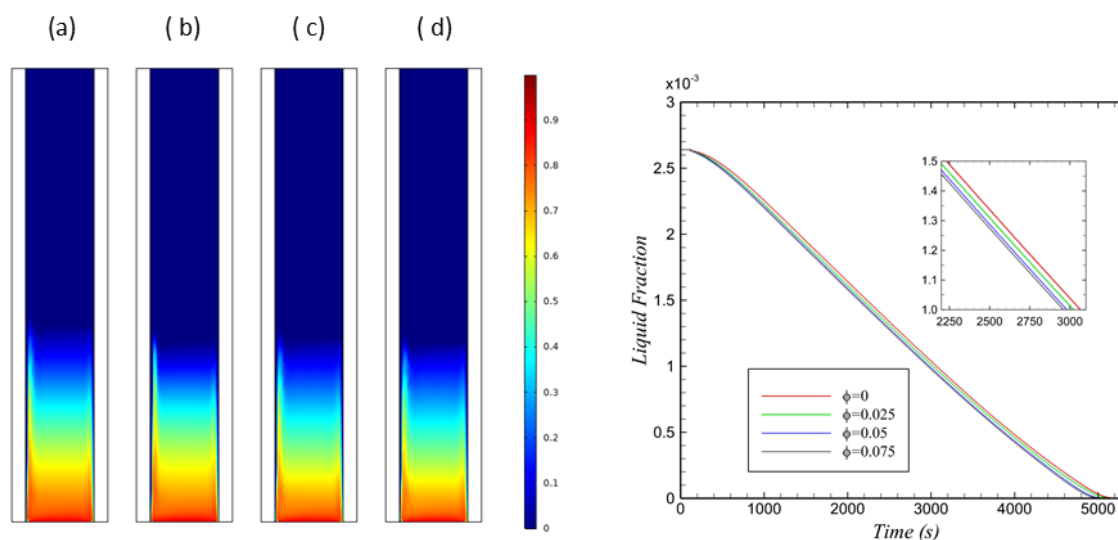 (a) ( b) ( c) ( d)
0.9
0.8
0.7
0.6
0.5
0.4
0.3
0.2
0.1
0
x10-3
3
2.5
2
1.5
1
0.5
0
Liquid Fraction
0 1000 2000 3000 4000 5000
Time (s)
1.5
1.4
1.3
1.2
1.1
1.0
2250 2500 2750 3000
ϕ=0
ϕ=0.025
ϕ=0.05
ϕ=0.075